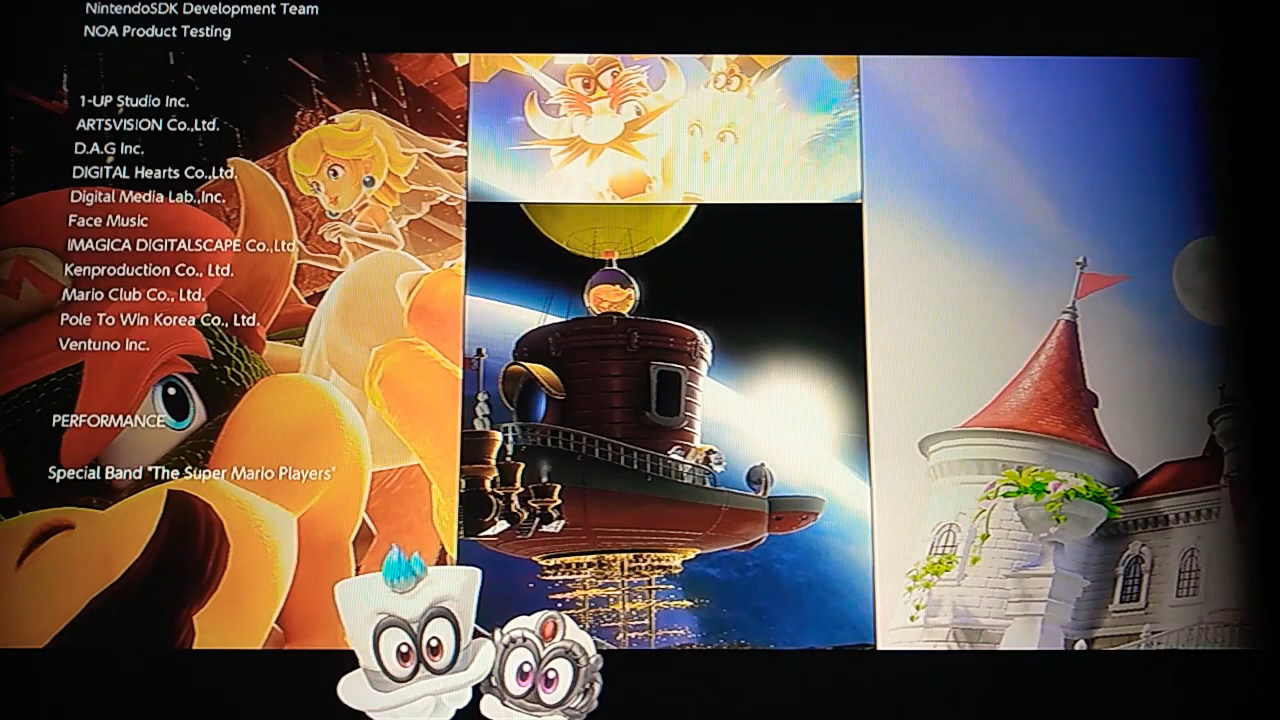 NintendoSDK Development Team
NOA Product Testing
1-UP Studio Inc.
ARTSVISION Co.,Ltd.
D.A.G Inc.
DIGITAL Hearts Co.,Ltd.
Digital Media Lab.,Inc.
Face Music
IMAGICA DIGITALSCAPE Co.,Ltd.
Kenproduction Co., Ltd.
Mario Club Co., Ltd.
Pole To Win Korea Co., Ltd.
Ventuno Inc.
PERFORMANCE
Special Band "The Super Mario Players"